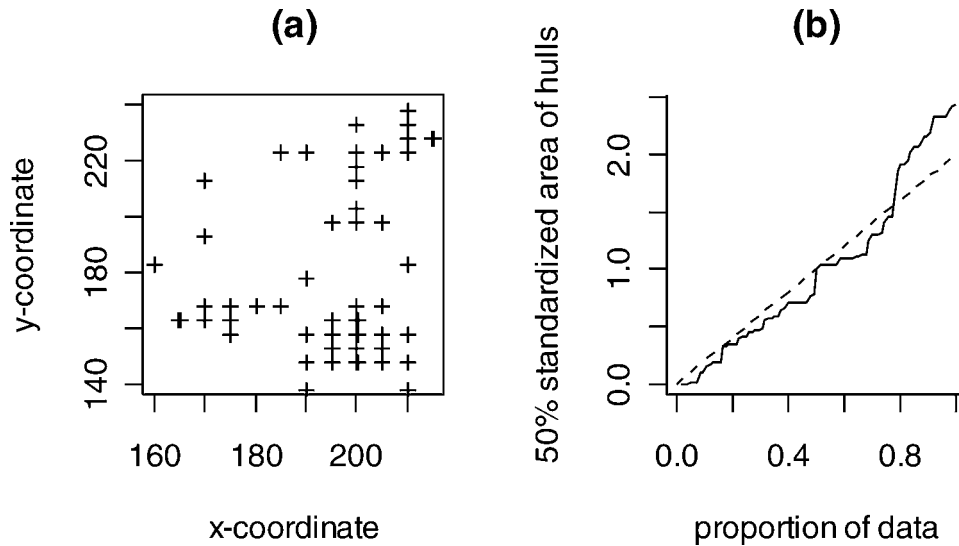 (a)
y-coordinate
220
180
140
160 180 200
x-coordinate
(b)
50% standardized area of hulls
2.0
1.0
0.0
0.0 0.4 0.8
proportion of data